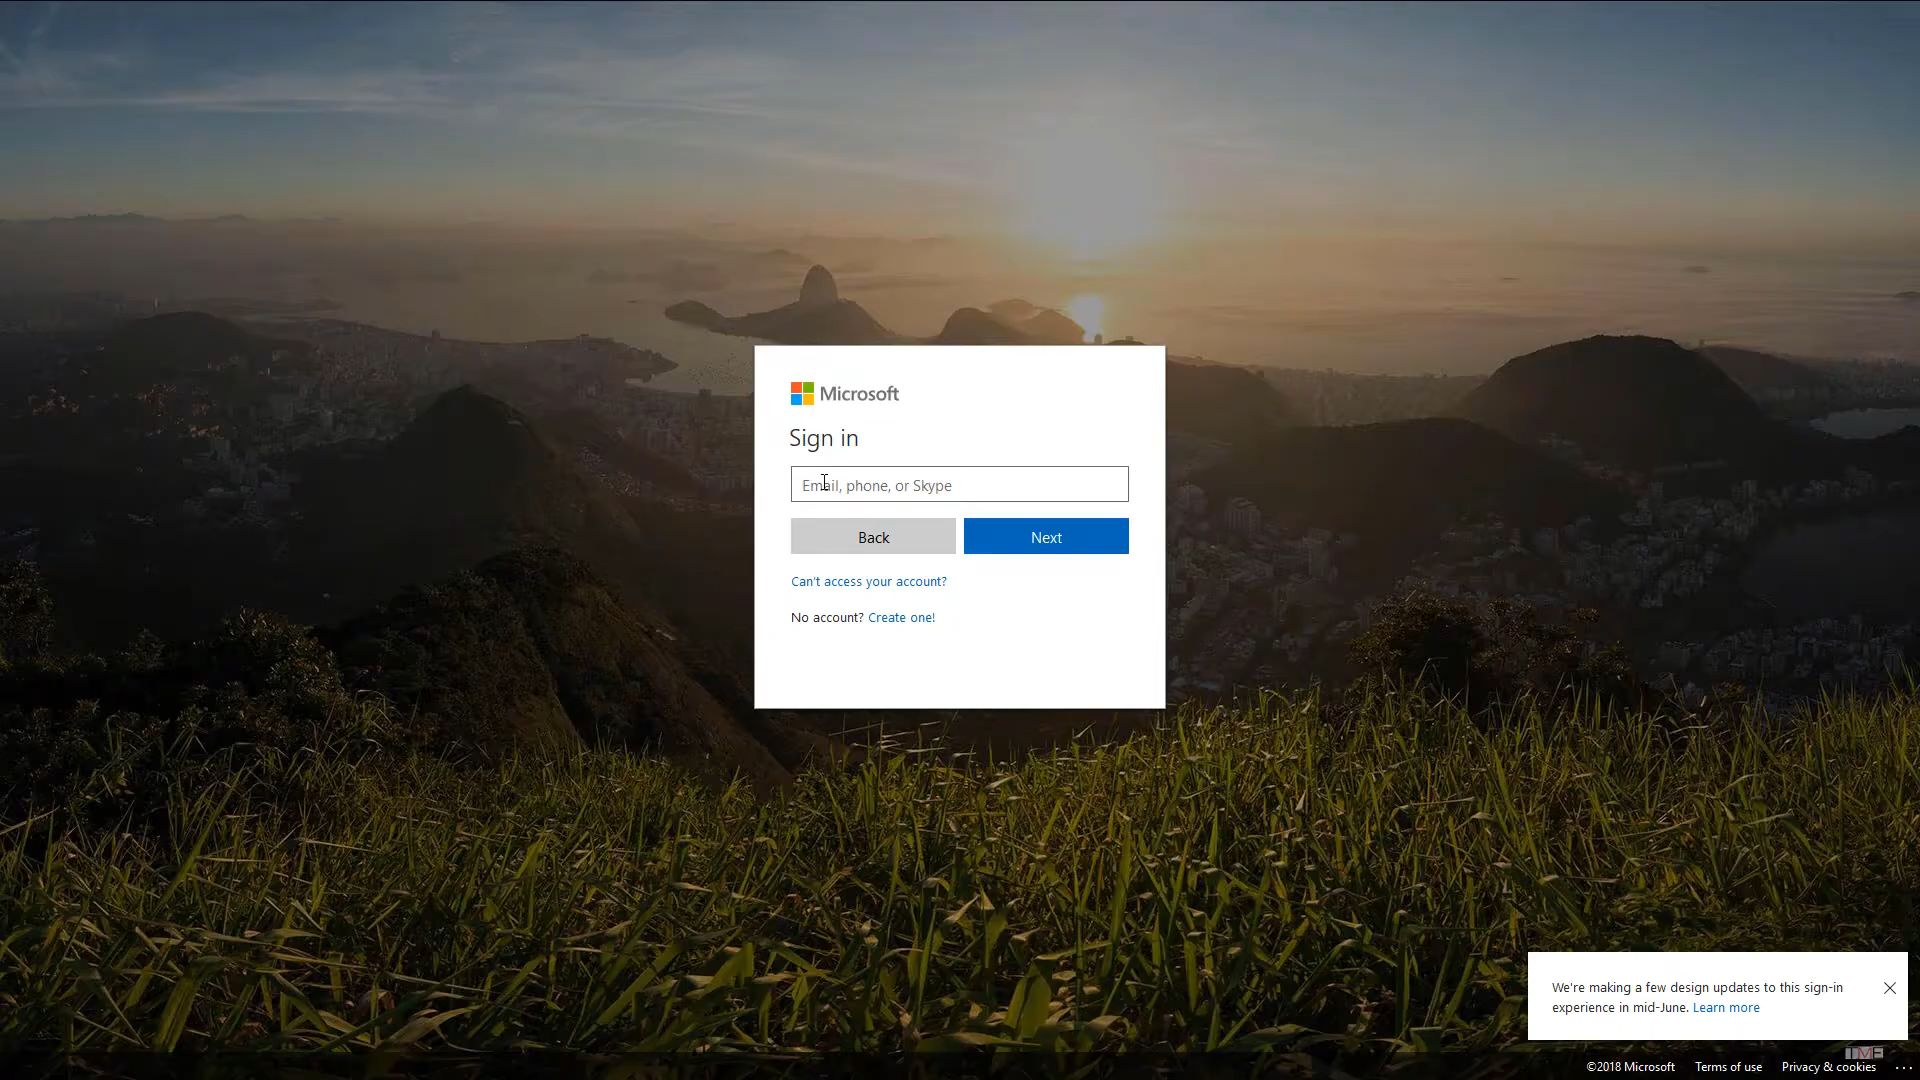 Microsoft
Sign in
Email, phone, or Skype
Back
Next
Can't access your account?
No account? Create one!
We're making a few design updates to this sign-in
experience in mid-June. Learn more
©2018 Microsoft
Terms of use
Privacy & cookies
...